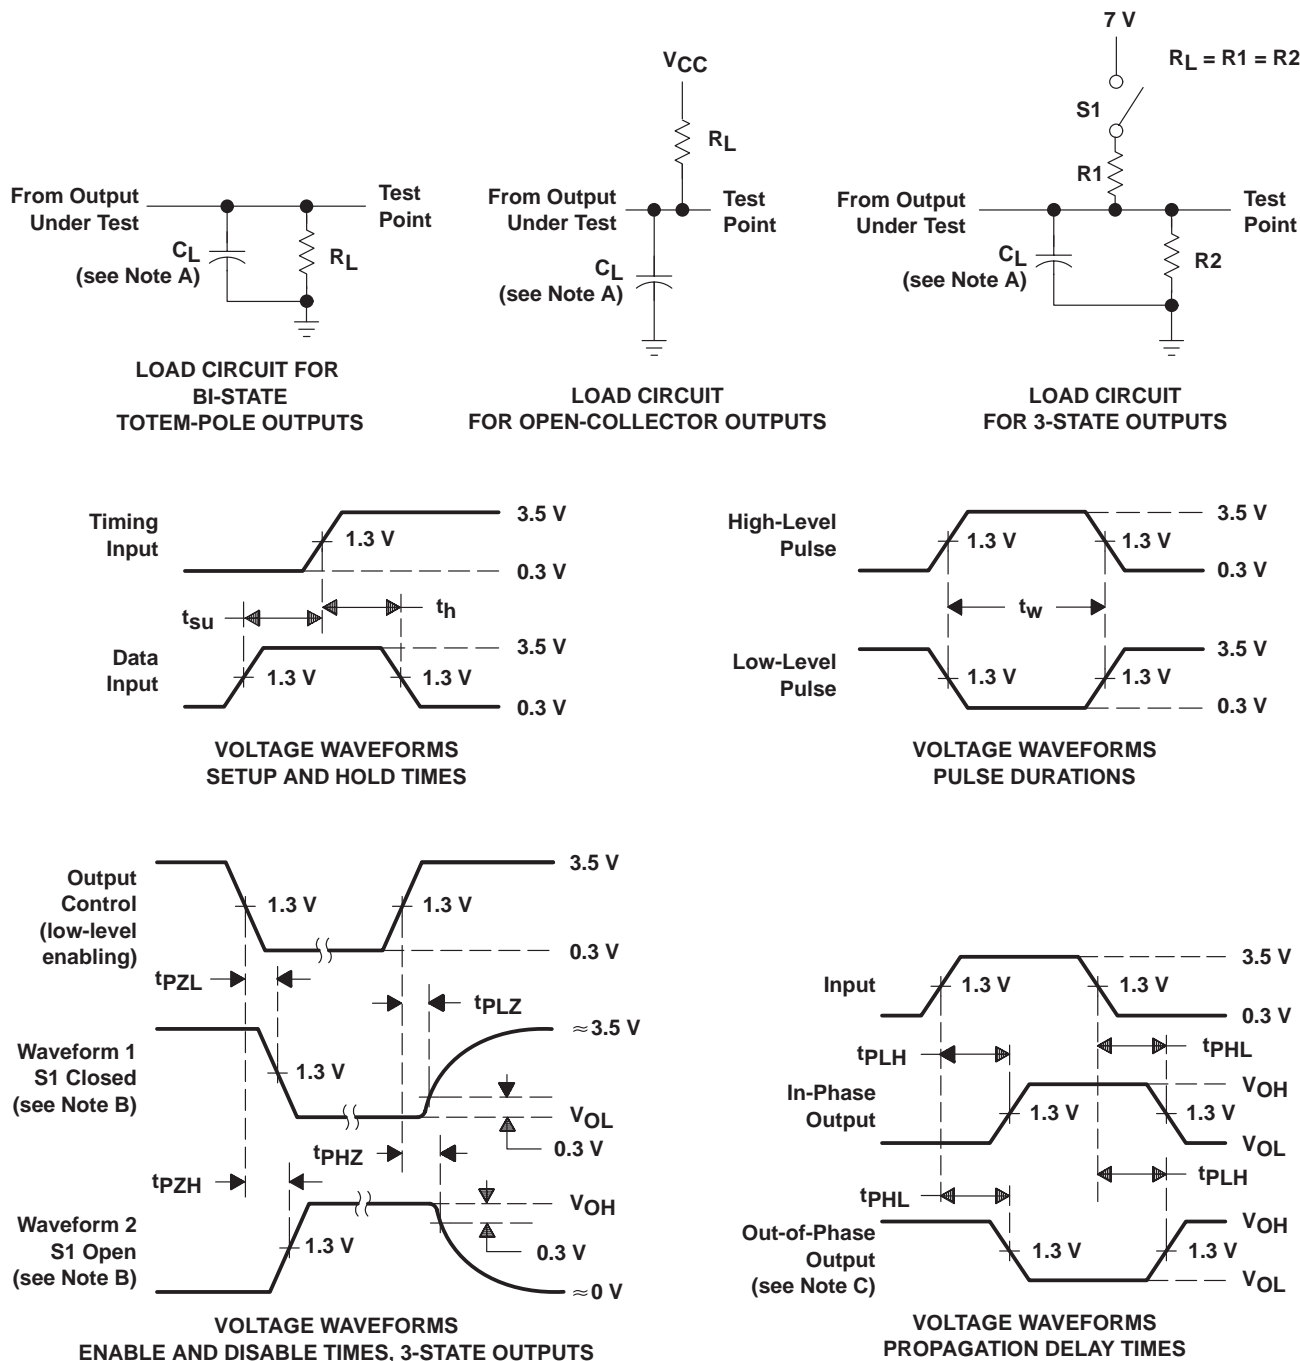 7 V
RL = R1 = R2
S1
R1
From Output
Under Test
Test
Point
CL
(see Note A)
R2
LOAD CIRCUIT
FOR 3-STATE OUTPUTS
VCC
RL
From Output
Under Test
Test
Point
CL
(see Note A)
LOAD CIRCUIT
FOR OPEN-COLLECTOR OUTPUTS
From Output
Under Test
Test
Point
CL
(see Note A)
RL
LOAD CIRCUIT FOR
BI-STATE
TOTEM-POLE OUTPUTS
Timing
Input
1.3 V
3.5 V
0.3 V
tsu
th
Data
Input
1.3 V
1.3 V
3.5 V
0.3 V
VOLTAGE WAVEFORMS
SETUP AND HOLD TIMES
High-Level
Pulse
1.3 V
1.3 V
3.5 V
0.3 V
tw
Low-Level
Pulse
1.3 V
1.3 V
3.5 V
0.3 V
VOLTAGE WAVEFORMS
PULSE DURATIONS
Output
Control
(low-level
enabling)
1.3 V
1.3 V
3.5 V
0.3 V
tPZL
tPLZ
Waveform 1
S1 Closed
(see Note B)
1.3 V
≈3.5 V
VOL
0.3 V
tPZH
tPHZ
Waveform 2
S1 Open
(see Note B)
1.3 V
VOH
0.3 V
≈0 V
VOLTAGE WAVEFORMS
ENABLE AND DISABLE TIMES, 3-STATE OUTPUTS
Input
1.3 V
1.3 V
3.5 V
0.3 V
tPLH
tPHL
In-Phase
Output
1.3 V
1.3 V
VOH
VOL
tPHL
tPLH
Out-of-Phase
Output
(see Note C)
1.3 V
1.3 V
VOH
VOL
VOLTAGE WAVEFORMS
PROPAGATION DELAY TIMES